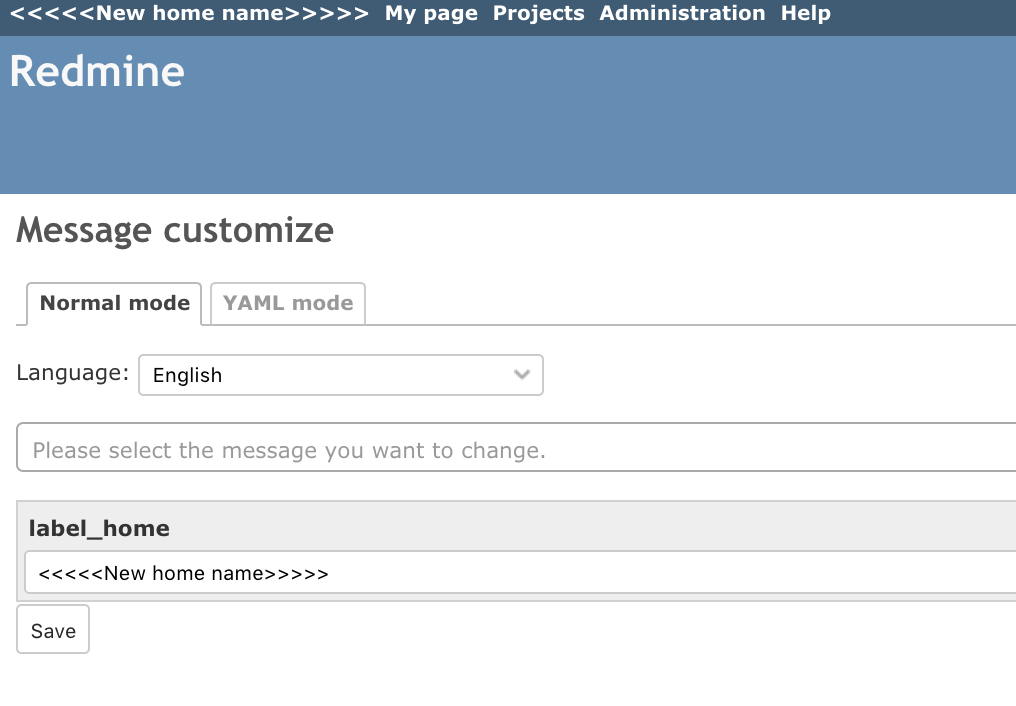 <<<<<New home name>>>>> My page Projects Administration Help
Redmine
Message customize
Normal mode YAML mode
Language: English
Please select the message you want to change.
label_home
<<<<<New home name>>>>>
Save